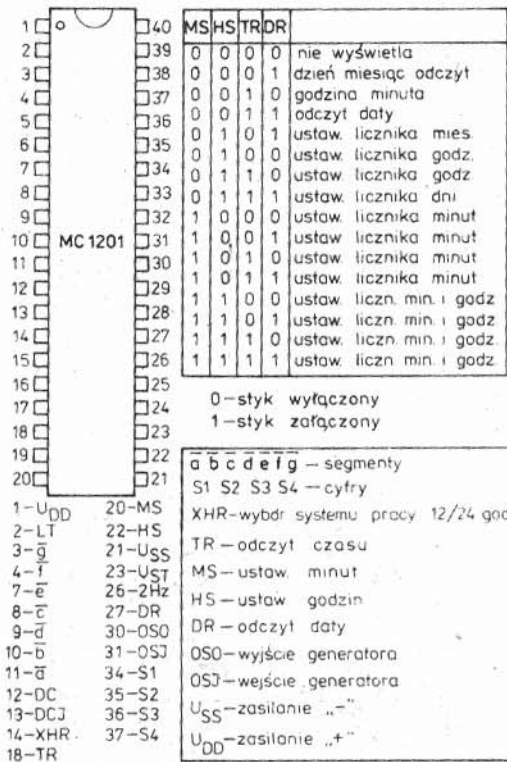 1 40
2 39
3 38
4 37
5 36
6 35
7 34
8 33
9 32
10 MC 1201 31
11 30
12 29
13 28
14 27
15 26
16 25
17 24
18 23
19 22
20 21
MS HS TR DR
0 0 0 0 nie wyświetla
0 0 0 1 dzień miesiąc odczyt
0 0 1 0 godzina minuta
0 0 1 1 odczyt daty
0 1 0 1 ustaw. licznika mies.
0 1 0 0 ustaw. licznika godz.
0 1 1 0 ustaw. licznika godz
0 1 1 1 ustaw. licznika dni
1 0 0 0 ustaw. licznika minut
1 0 0 1 ustaw. licznika minut
1 0 1 0 ustaw. licznika minut
1 0 1 1 ustaw. licznika minut
1 1 0 0 ustaw. liczn. min. i godz
1 1 0 1 ustaw. liczn. min. i godz.
1 1 1 0 ustaw. liczn. min. i godz.
1 1 1 1 ustaw. liczn min. i godz.
0 – styk wyłączony
1 – styk załączony
1 – UDD 20 – MS
2 – LT 22 – HS
3 – g̅ 21 – USS
4 – f̅ 23 – UST
7 – e̅ 26 – 2Hz
8 – c̅ 27 – DR
9 – d̅ 30 – OSO
10 – b̅ 31 – OSJ
11 – a̅ 34 – S1
12 – DC 35 – S2
13 – DCJ 36 – S3
14 – XHR 37 – S4
18 – TR
a̅ b̅ c̅ d̅ e̅ f̅ g̅ – segmenty
S1 S2 S3 S4 – cyfry
XHR – wybór systemu pracy 12/24 god
TR – odczyt czasu
MS – ustaw. minut
HS – ustaw godzin
DR – odczyt daty
OSO – wyjście generatora
OSJ – wejście generatora
USS – zasilanie „–"
UDD – zasilanie „+"